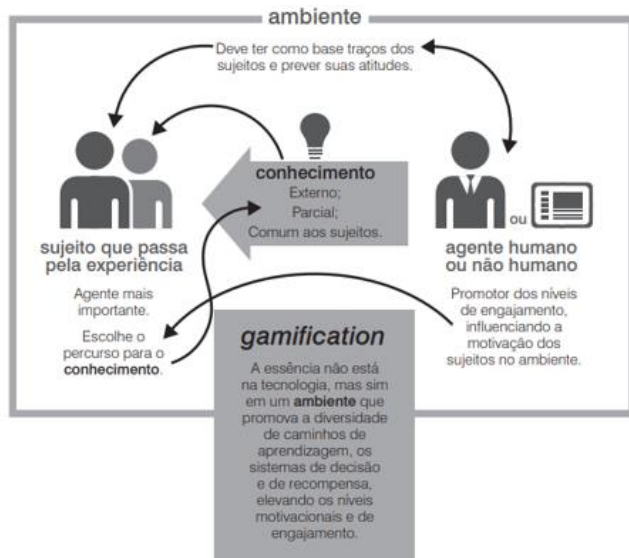 ambiente
Deve ter como base traços dos
sujeitos e prever suas atitudes.
conhecimento
Externo;
Parcial;
Comum aos sujeitos.
ou
sujeito que passa
pela experiência
Agente mais
importante.
Escolhe o
percurso para o
conhecimento.
agente humano
ou não humano
Promotor dos níveis
de engajamento,
influenciando a
motivação dos
sujeitos no ambiente.
gamification
A essência não está
na tecnologia, mas sim
em um ambiente que
promova a diversidade
de caminhos de
aprendizagem, os
sistemas de decisão
e de recompensa,
elevando os níveis
motivacionais e de
engajamento.